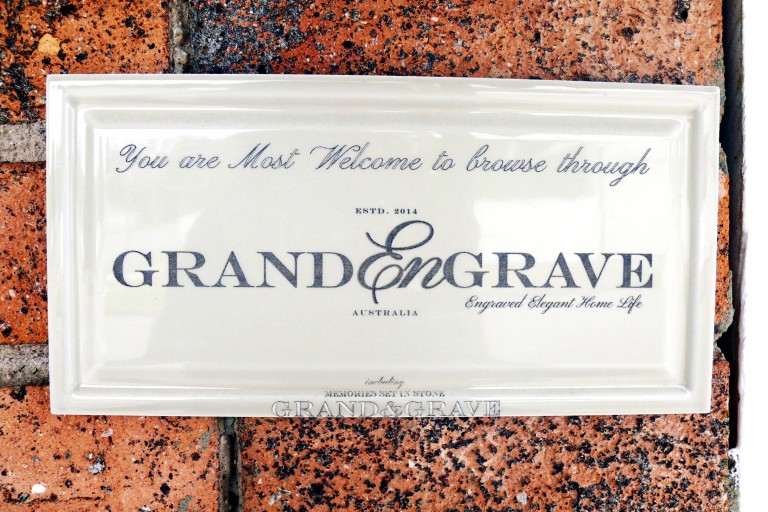 You are Most Welcome to browse through
ESTD. 2014
GRANDEnGRAVE
Engraved Elegant Home Life
AUSTRALIA
including
MEMORIES SET IN STONE
GRAND&GRAVE